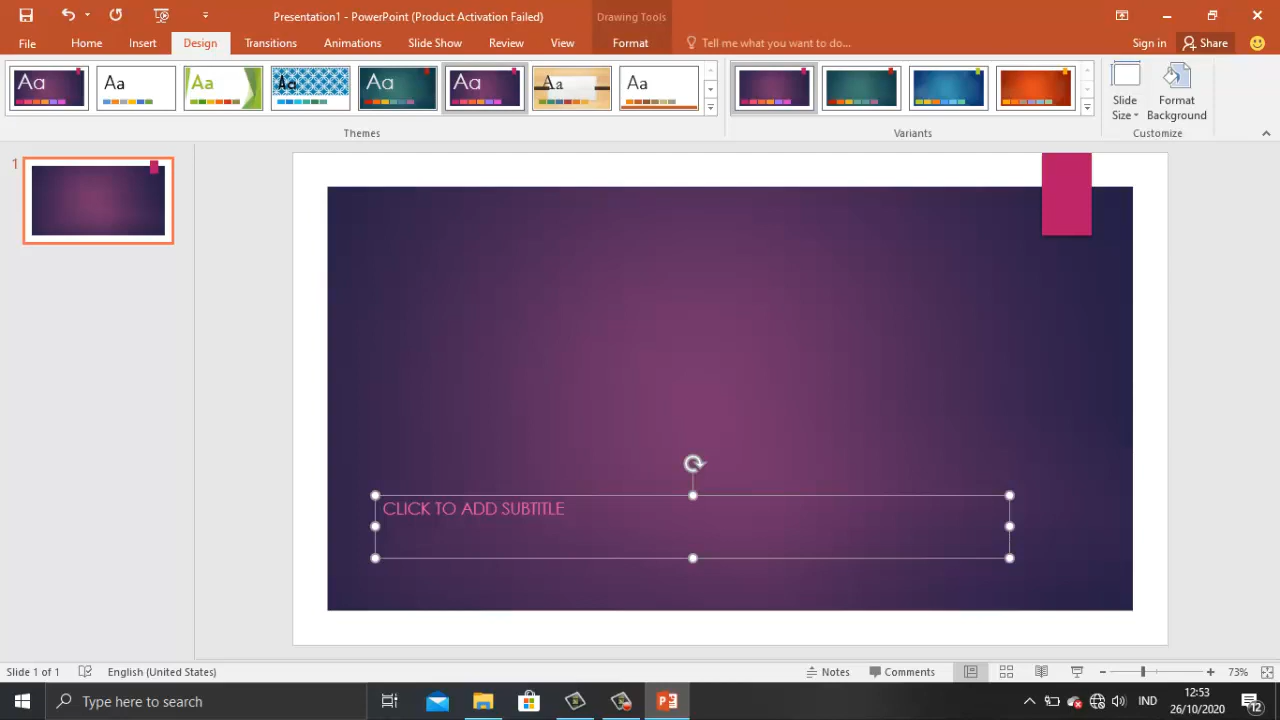 Presentation1 - PowerPoint (Product Activation Failed)
Drawing Tools
File Home Insert Design Transitions Animations Slide Show Review View Format Tell me what you want to do... Sign in Share
Aa Aa Aa Aa Aa Aa Aa Aa
Slide Size
Format Background
Themes
Variants
Customize
1
CLICK TO ADD SUBTITLE
Slide 1 of 1 English (United States) Notes Comments 73%
Type here to search
IND
12:53
26/10/2020
12